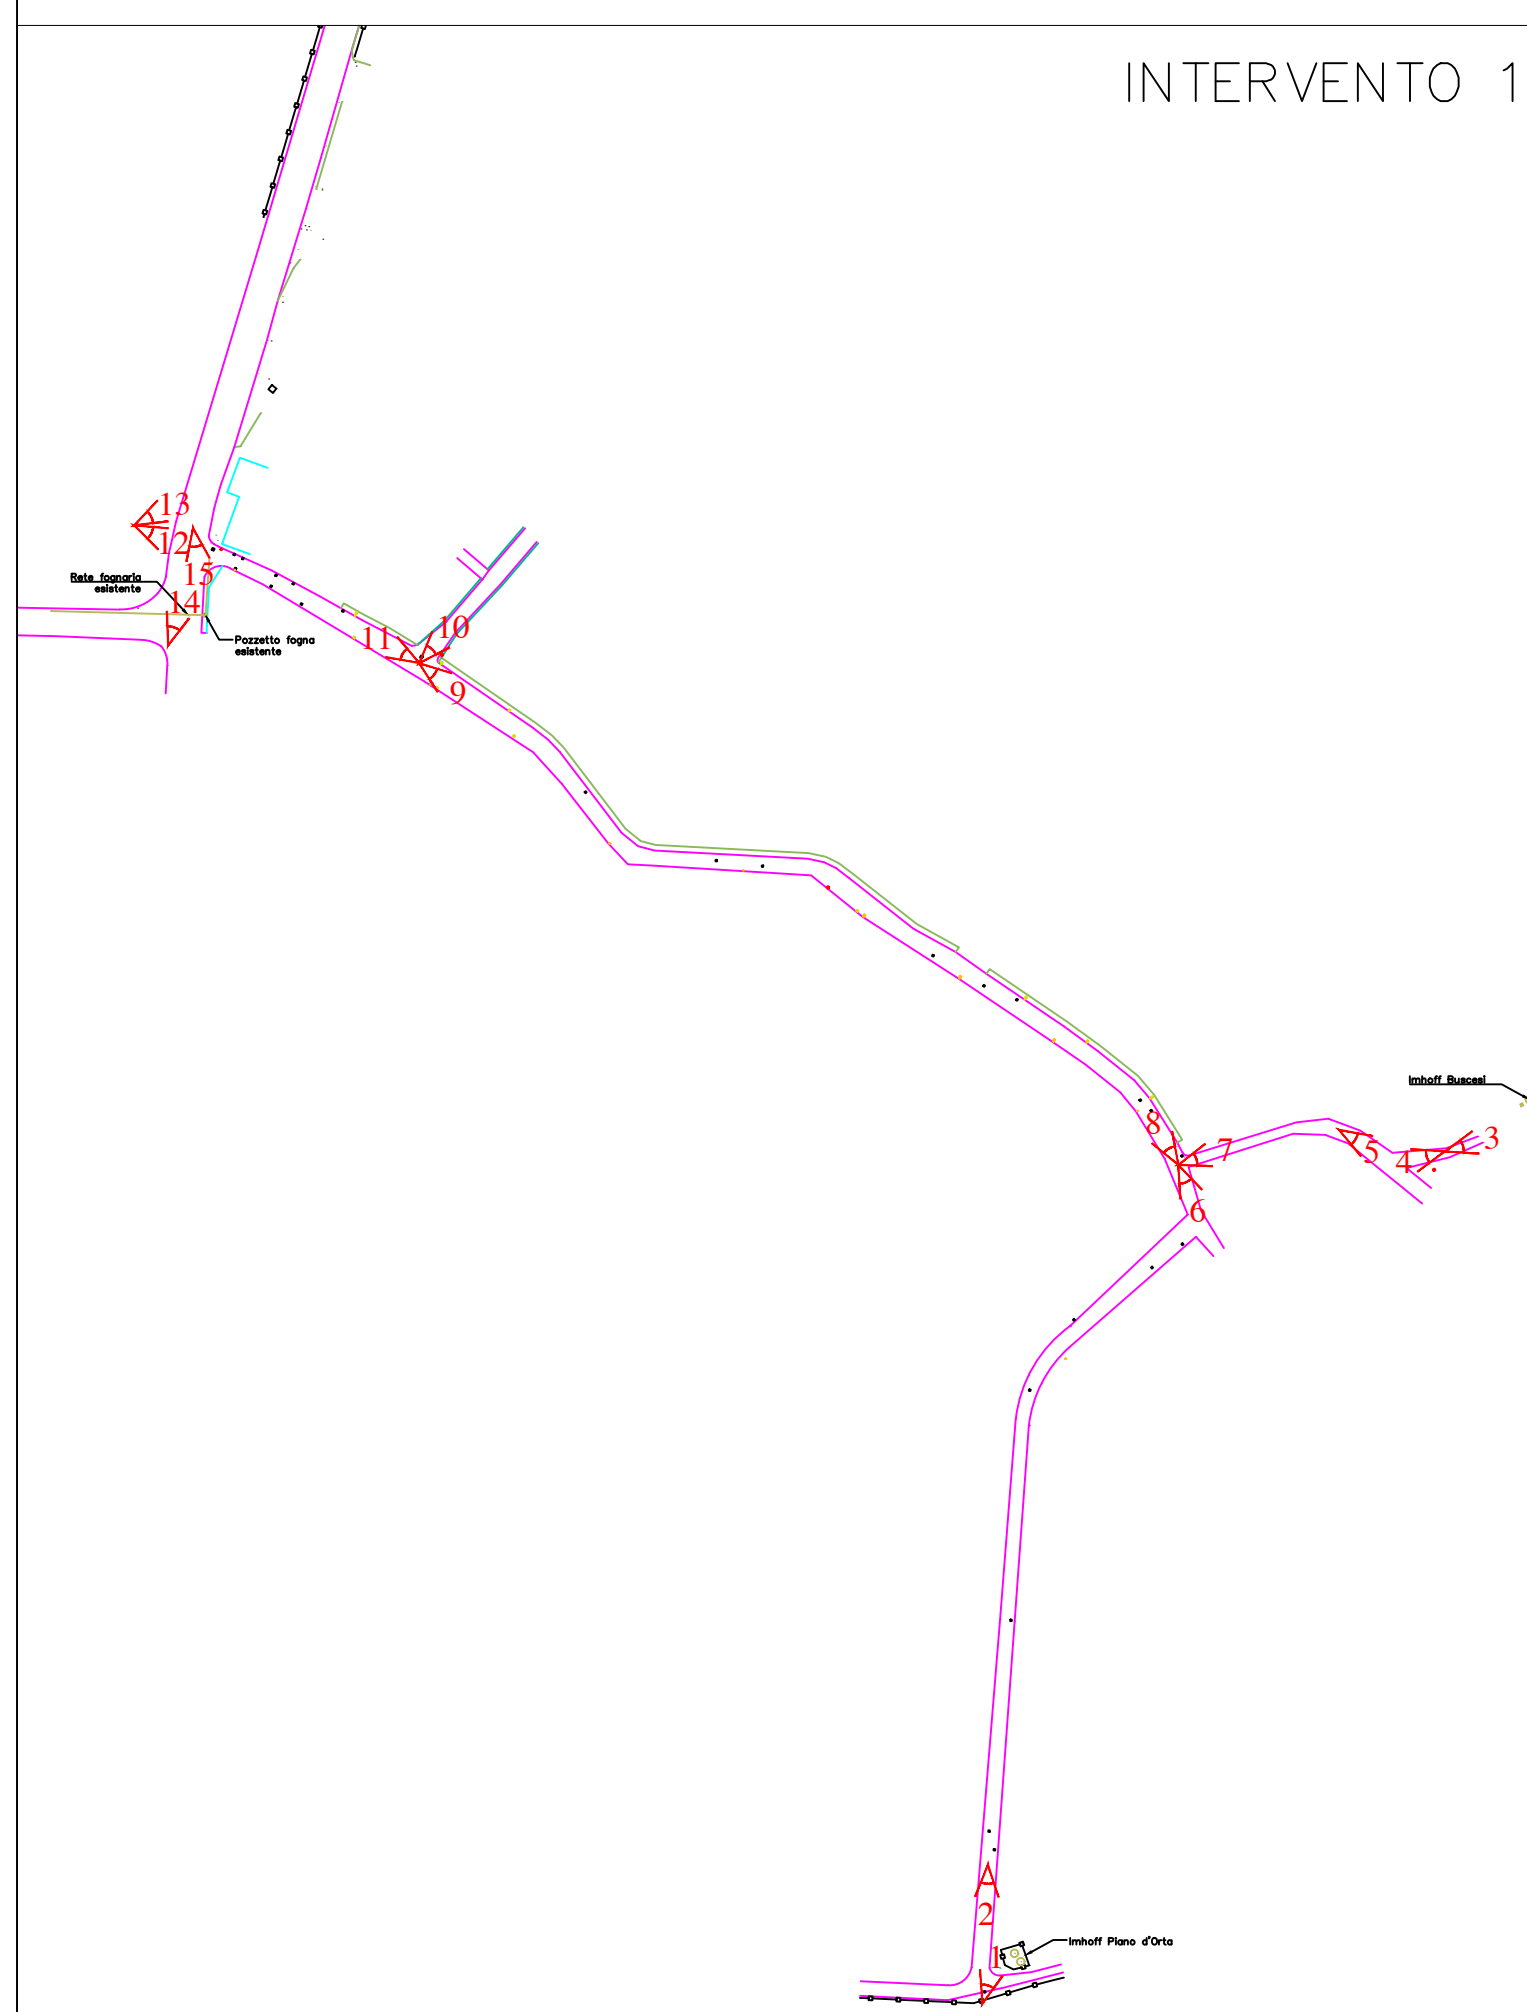 INTERVENTO 1
13
12
15
Rete fognaria
esistente
14
Pozzetto fogna
esistente
11
10
9
Imhoff Buscesi
8
7
5
4
3
6
2
Imhoff Piano d'Orta
1